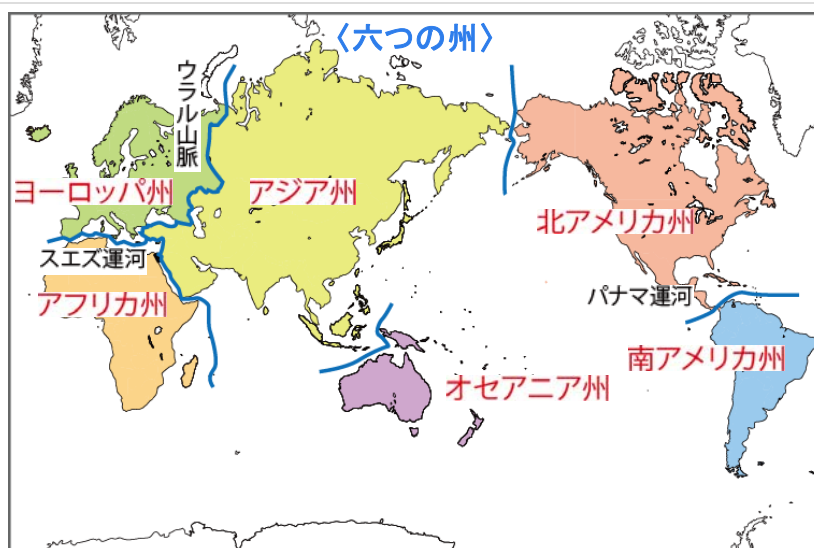 〈六つの州〉
ウラル山脈
ヨーロッパ州
アジア州
北アメリカ州
スエズ運河
パナマ運河
アフリカ州
南アメリカ州
オセアニア州